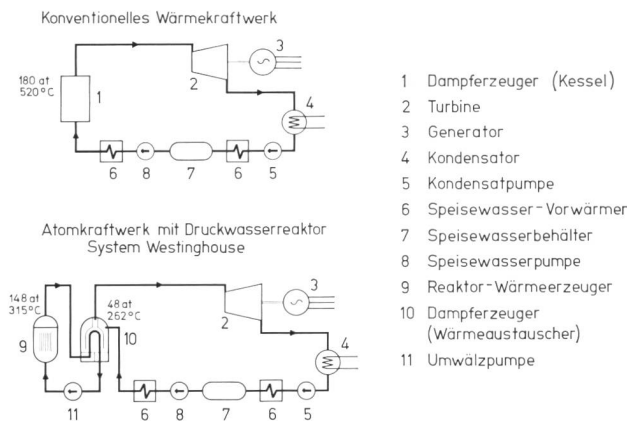 Konventionelles Wärmekraftwerk
180 at
520°C
1
2
3
4
6
8
7
6
5
Atomkraftwerk mit Druckwasserreaktor
System Westinghouse
148 at
315°C
9
48 at
262°C
10
2
3
4
11
6
8
7
6
5
1 Dampferzeuger (Kessel)
2 Turbine
3 Generator
4 Kondensator
5 Kondensatpumpe
6 Speisewasser-Vorwärmer
7 Speisewasserbehälter
8 Speisewasserpumpe
9 Reaktor-Wärmeerzeuger
10 Dampferzeuger
(Wärmeaustauscher)
11 Umwälzpumpe